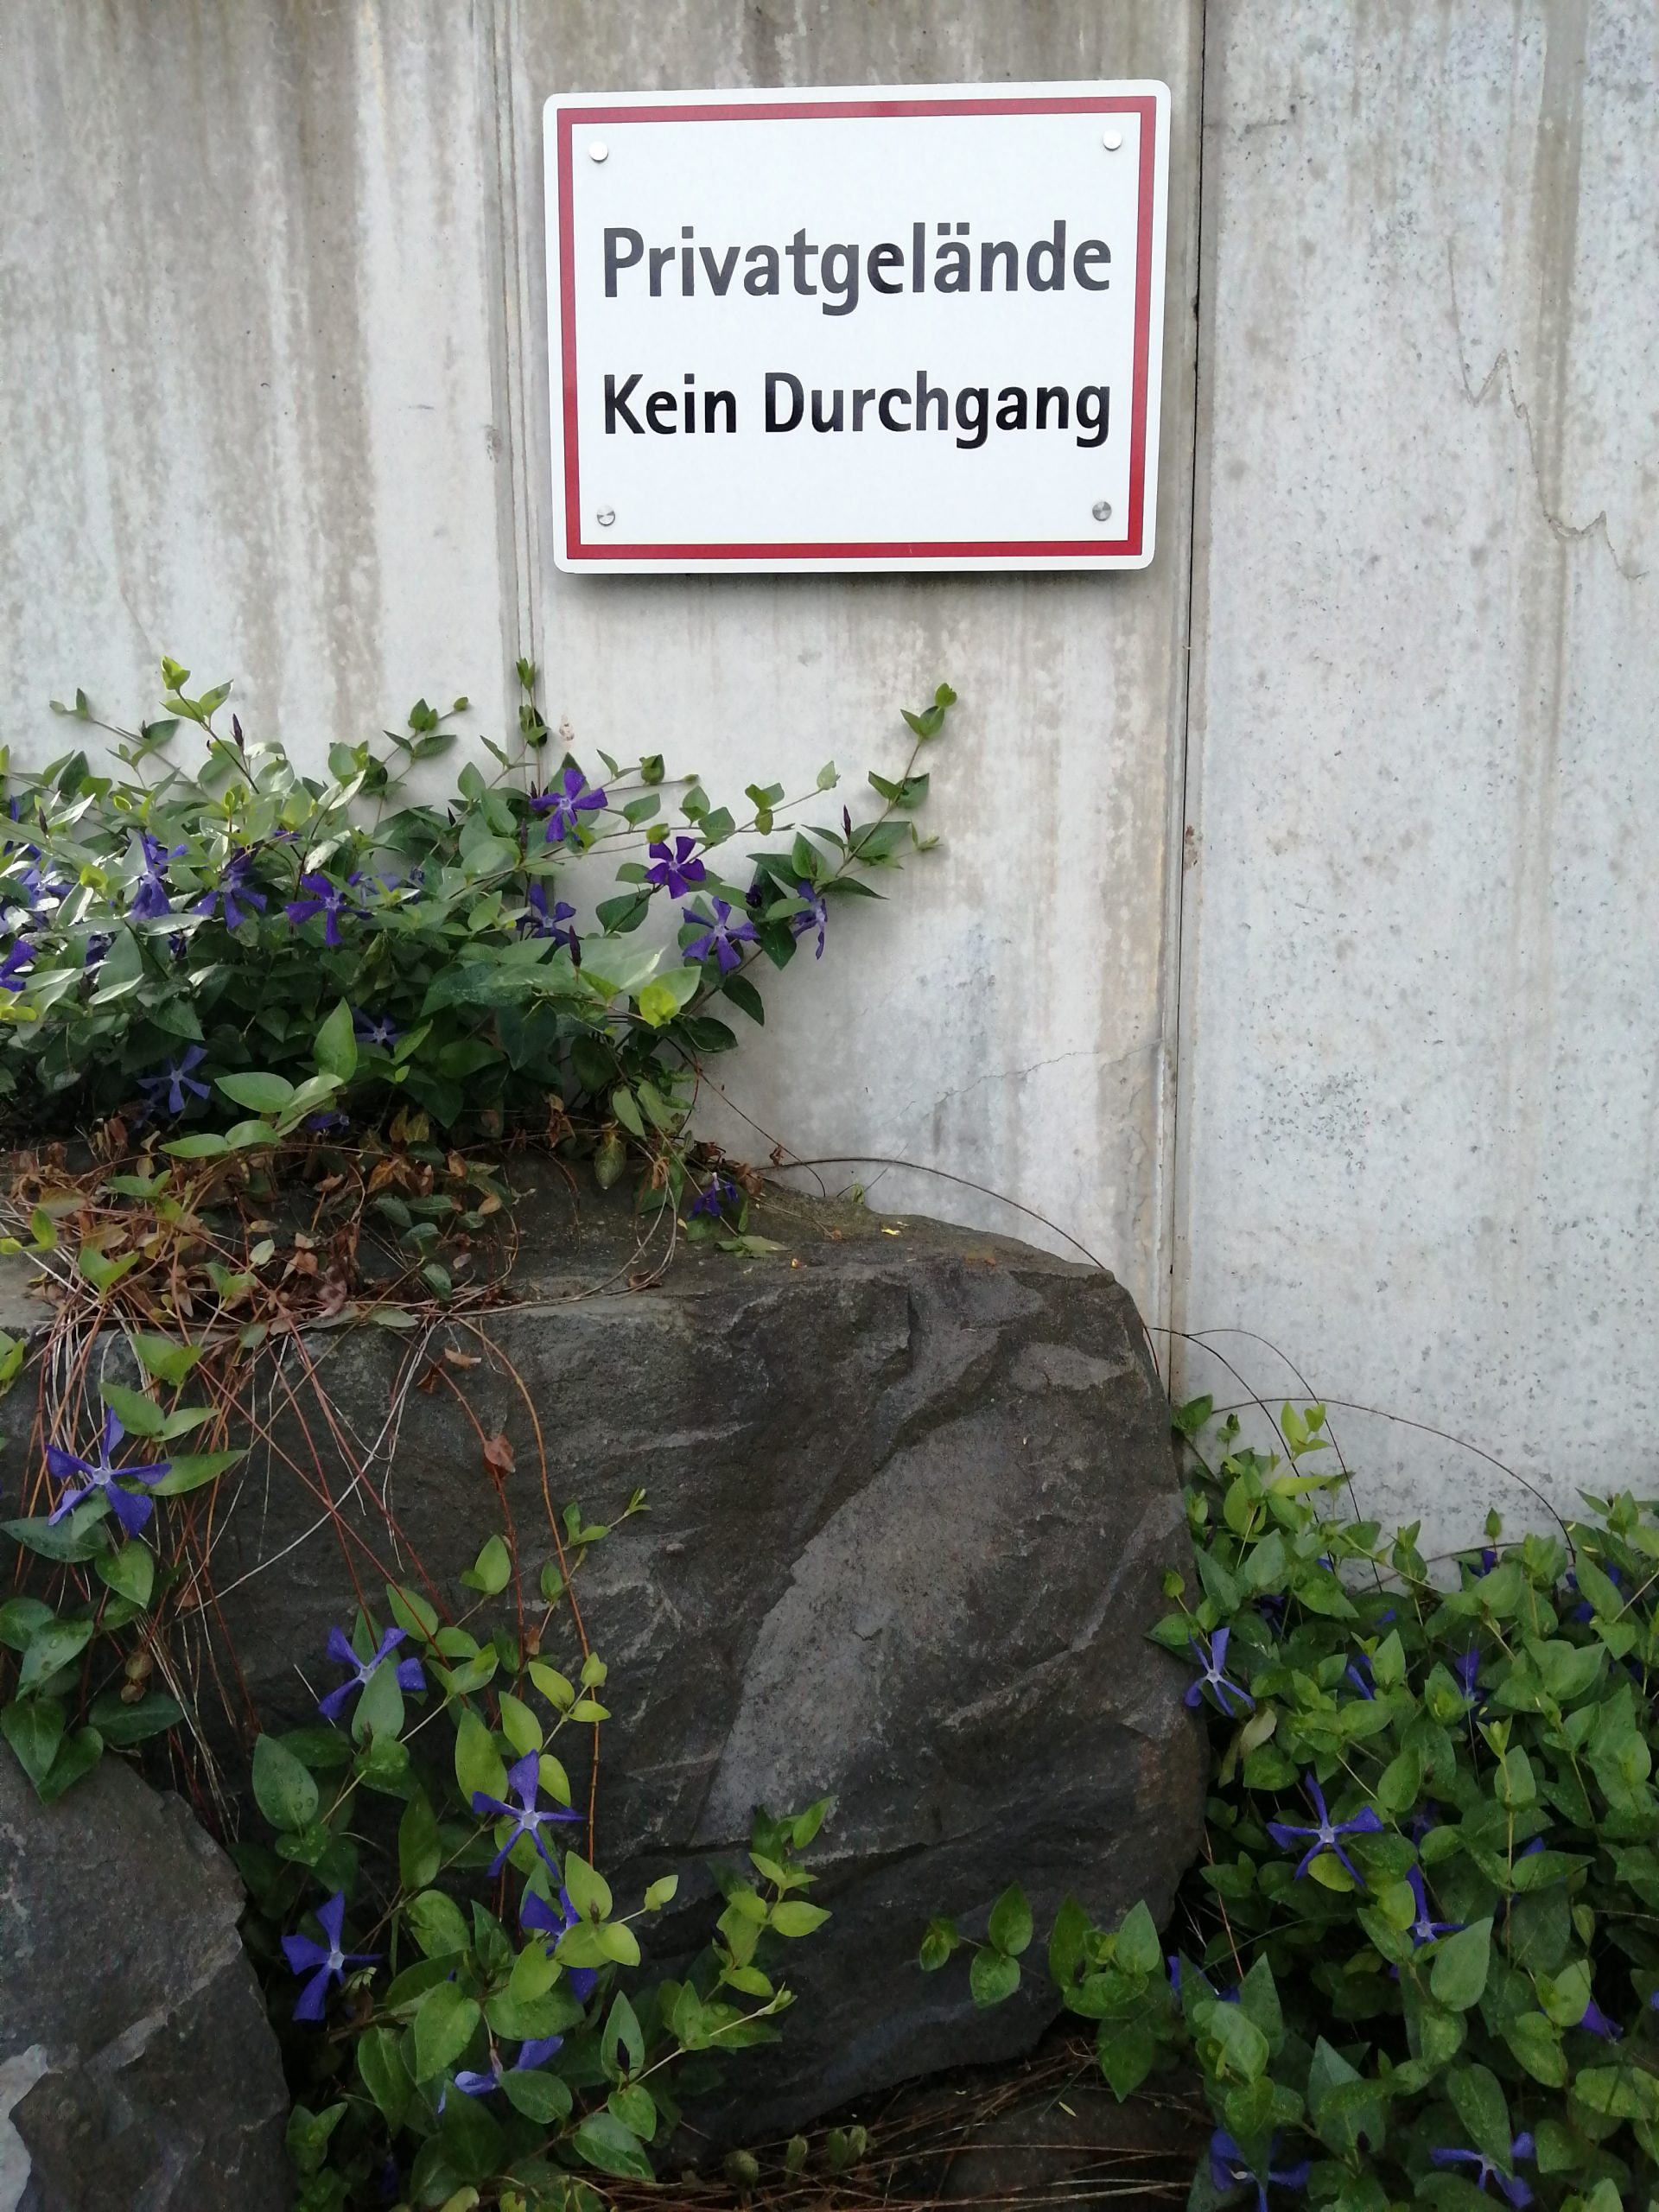 Privatgelände
Kein Durchgang